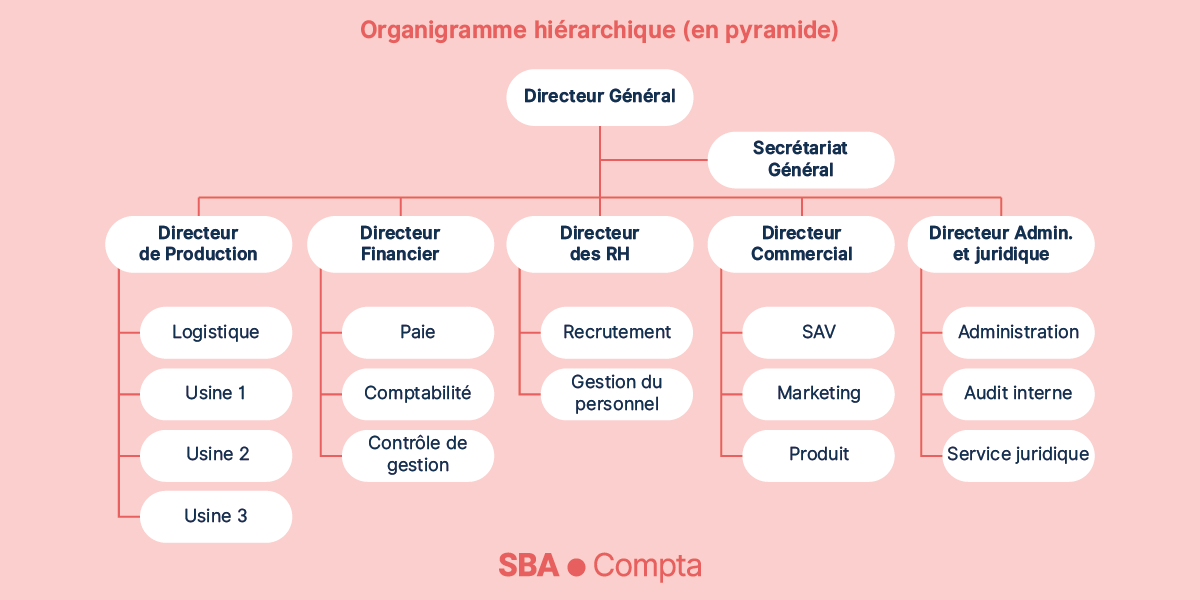 Organigramme hiérarchique (en pyramide)
Directeur Général
Secrétariat
Général
Directeur
de Production
Directeur
Financier
Directeur
des RH
Directeur
Commercial
Directeur Admin.
et juridique
Logistique
Usine 1
Usine 2
Usine 3
Paie
Comptabilité
Contrôle de
gestion
Recrutement
Gestion du
personnel
SAV
Marketing
Produit
Administration
Audit interne
Service juridique
SBA ● Compta